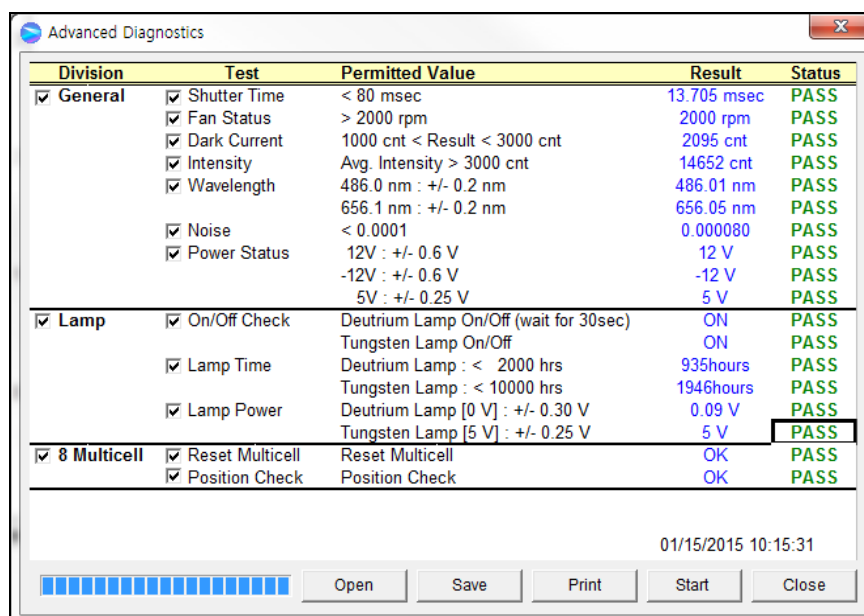 Advanced Diagnostics
Division Test Permitted Value Result Status
General Shutter Time < 80 msec 13.705 msec PASS
Fan Status > 2000 rpm 2000 rpm PASS
Dark Current 1000 cnt < Result < 3000 cnt 2095 cnt PASS
Intensity Avg. Intensity > 3000 cnt 14652 cnt PASS
Wavelength 486.0 nm : +/- 0.2 nm 486.01 nm PASS
656.1 nm : +/- 0.2 nm 656.05 nm PASS
Noise < 0.0001 0.000080 PASS
Power Status 12V : +/- 0.6 V 12 V PASS
-12V : +/- 0.6 V -12 V PASS
5V : +/- 0.25 V 5 V PASS
Lamp On/Off Check Deutrium Lamp On/Off (wait for 30sec) ON PASS
Tungsten Lamp On/Off ON PASS
Lamp Time Deutrium Lamp : < 2000 hrs 935hours PASS
Tungsten Lamp : < 10000 hrs 1946hours PASS
Lamp Power Deutrium Lamp [0 V] : +/- 0.30 V 0.09 V PASS
Tungsten Lamp [5 V] : +/- 0.25 V 5 V PASS
8 Multicell Reset Multicell Reset Multicell OK PASS
Position Check Position Check OK PASS
01/15/2015 10:15:31
Open Save Print Start Close